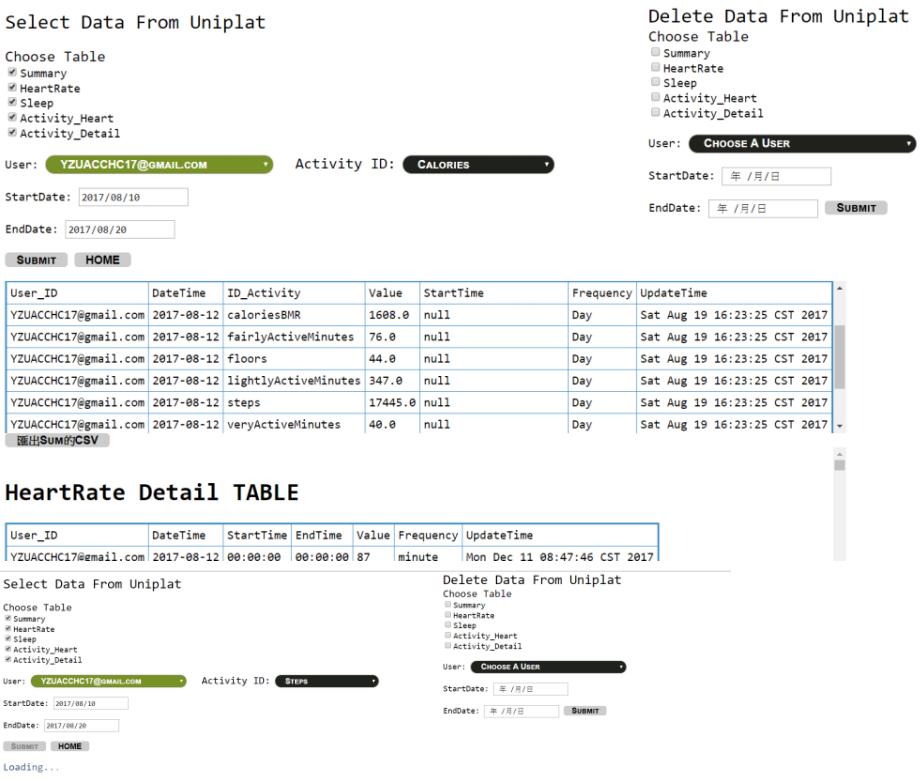 Select Data From Uniplat
Choose Table
Summary
HeartRate
Sleep
Activity_Heart
Activity_Detail
User: YZUACCHC17@GMAIL.COM Activity ID: CALORIES
StartDate: 2017/08/10
EndDate: 2017/08/20
SUBMIT HOME
Delete Data From Uniplat
Choose Table
Summary
HeartRate
Sleep
Activity_Heart
Activity_Detail
User: CHOOSE A USER
StartDate: 年 /月/日
EndDate: 年 /月/日 SUBMIT
User_ID DateTime ID_Activity Value StartTime Frequency UpdateTime
YZUACCHC17@gmail.com 2017-08-12 caloriesBMR 1608.0 null Day Sat Aug 19 16:23:25 CST 2017
YZUACCHC17@gmail.com 2017-08-12 fairlyActiveMinutes 76.0 null Day Sat Aug 19 16:23:25 CST 2017
YZUACCHC17@gmail.com 2017-08-12 floors 44.0 null Day Sat Aug 19 16:23:25 CST 2017
YZUACCHC17@gmail.com 2017-08-12 lightlyActiveMinutes 347.0 null Day Sat Aug 19 16:23:25 CST 2017
YZUACCHC17@gmail.com 2017-08-12 steps 17445.0 null Day Sat Aug 19 16:23:25 CST 2017
YZUACCHC17@gmail.com 2017-08-12 veryActiveMinutes 40.0 null Day Sat Aug 19 16:23:25 CST 2017
匯出SUM的CSV
HeartRate Detail TABLE
User_ID DateTime StartTime EndTime Value Frequency UpdateTime
YZUACCHC17@gmail.com 2017-08-12 00:00:00 00:00:00 87 minute Mon Dec 11 08:47:46 CST 2017
Select Data From Uniplat
Choose Table
Summary
HeartRate
Sleep
Activity_Heart
Activity_Detail
User: YZUACCHC17@GMAIL.COM Activity ID: STEPS
StartDate: 2017/08/10
EndDate: 2017/08/20
SUBMIT HOME
Loading...
Delete Data From Uniplat
Choose Table
Summary
HeartRate
Sleep
Activity_Heart
Activity_Detail
User: CHOOSE A USER
StartDate: 年 /月/日
EndDate: 年 /月/日 SUBMIT